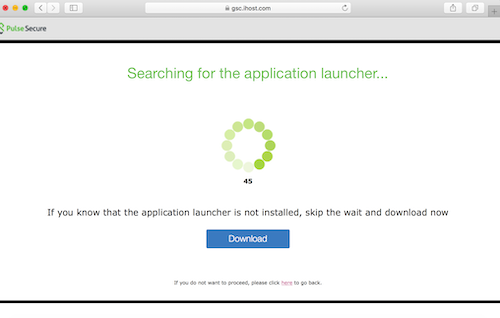 gsc.ihost.com
Pulse Secure
Searching for the application launcher...
45
If you know that the application launcher is not installed, skip the wait and download now
Download
If you do not want to proceed, please click here to go back.